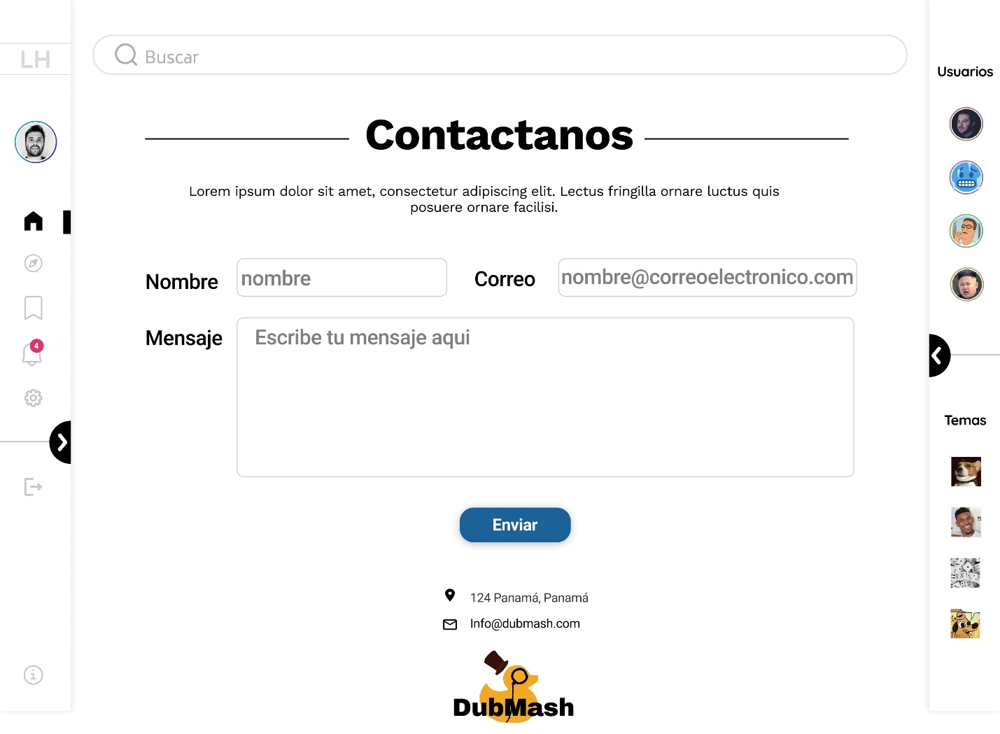 LH
Buscar
Usuarios
Contactanos
Lorem ipsum dolor sit amet, consectetur adipiscing elit. Lectus fringilla ornare luctus quis
posuere ornare facilisi.
Nombre
nombre
Correo
nombre@correoelectronico.com
Mensaje
Escribe tu mensaje aqui
4
Temas
Enviar
124 Panamá, Panamá
Info@dubmash.com
DubMash